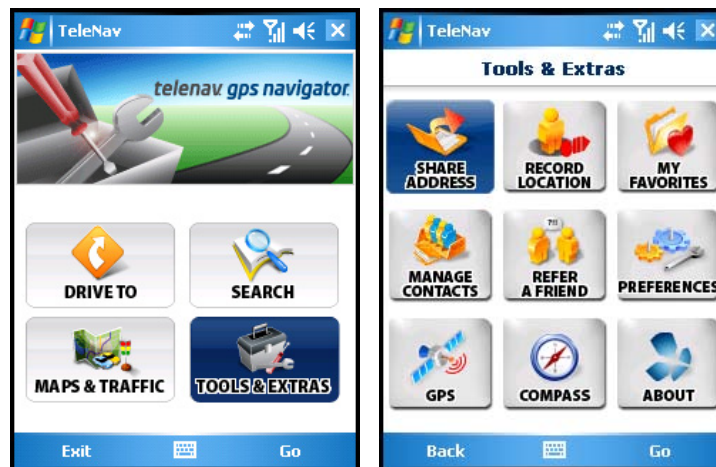 TeleNav
telenav gps navigator
DRIVE TO
SEARCH
MAPS & TRAFFIC
TOOLS & EXTRAS
Exit
Go
TeleNav
Tools & Extras
SHARE
ADDRESS
RECORD
LOCATION
MY
FAVORITES
MANAGE
CONTACTS
?!!
REFER
A FRIEND
PREFERENCES
GPS
COMPASS
ABOUT
Back
Go